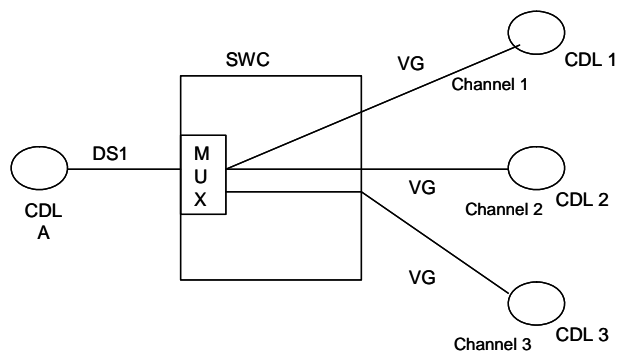 SWC
VG
CDL 1
Channel 1
DS1
M
U
X
CDL
A
VG
Channel 2
CDL 2
VG
Channel 3
CDL 3